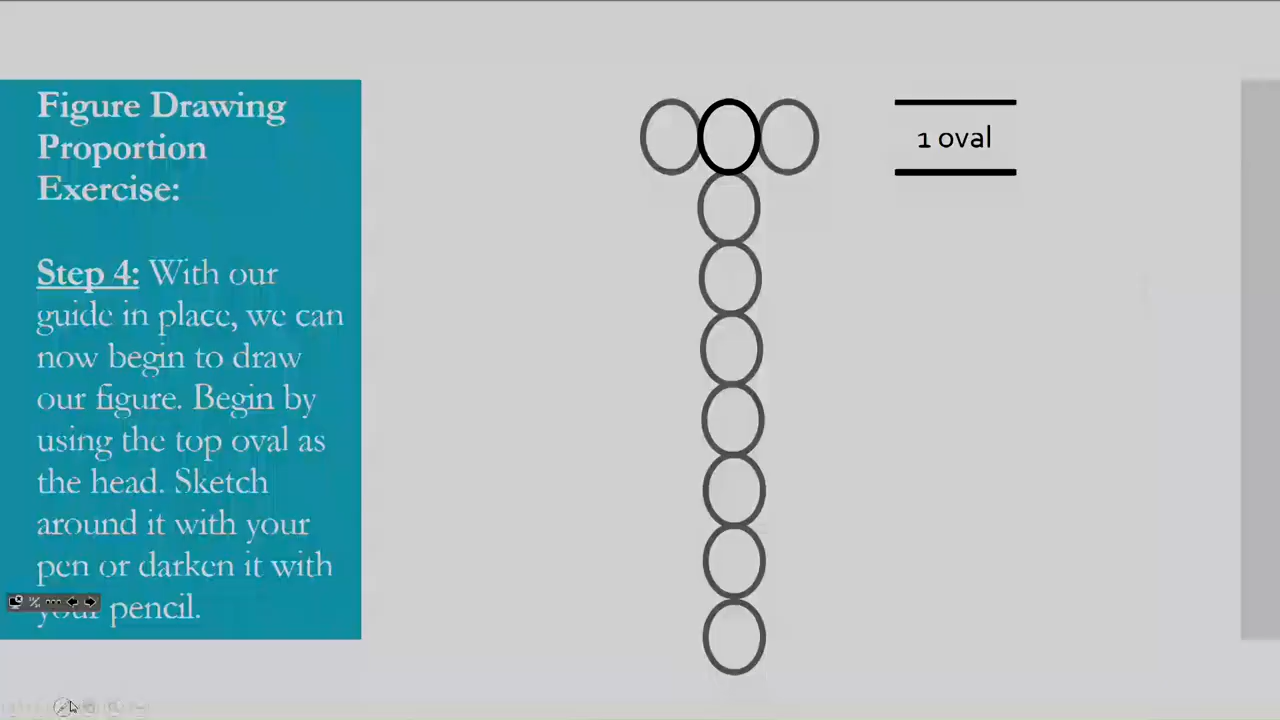 Figure Drawing
Proportion
Exercise:
Step 4: With our
guide in place, we can
now begin to draw
our figure. Begin by
using the top oval as
the head. Sketch
around it with your
pen or darken it with
your pencil.
1 oval